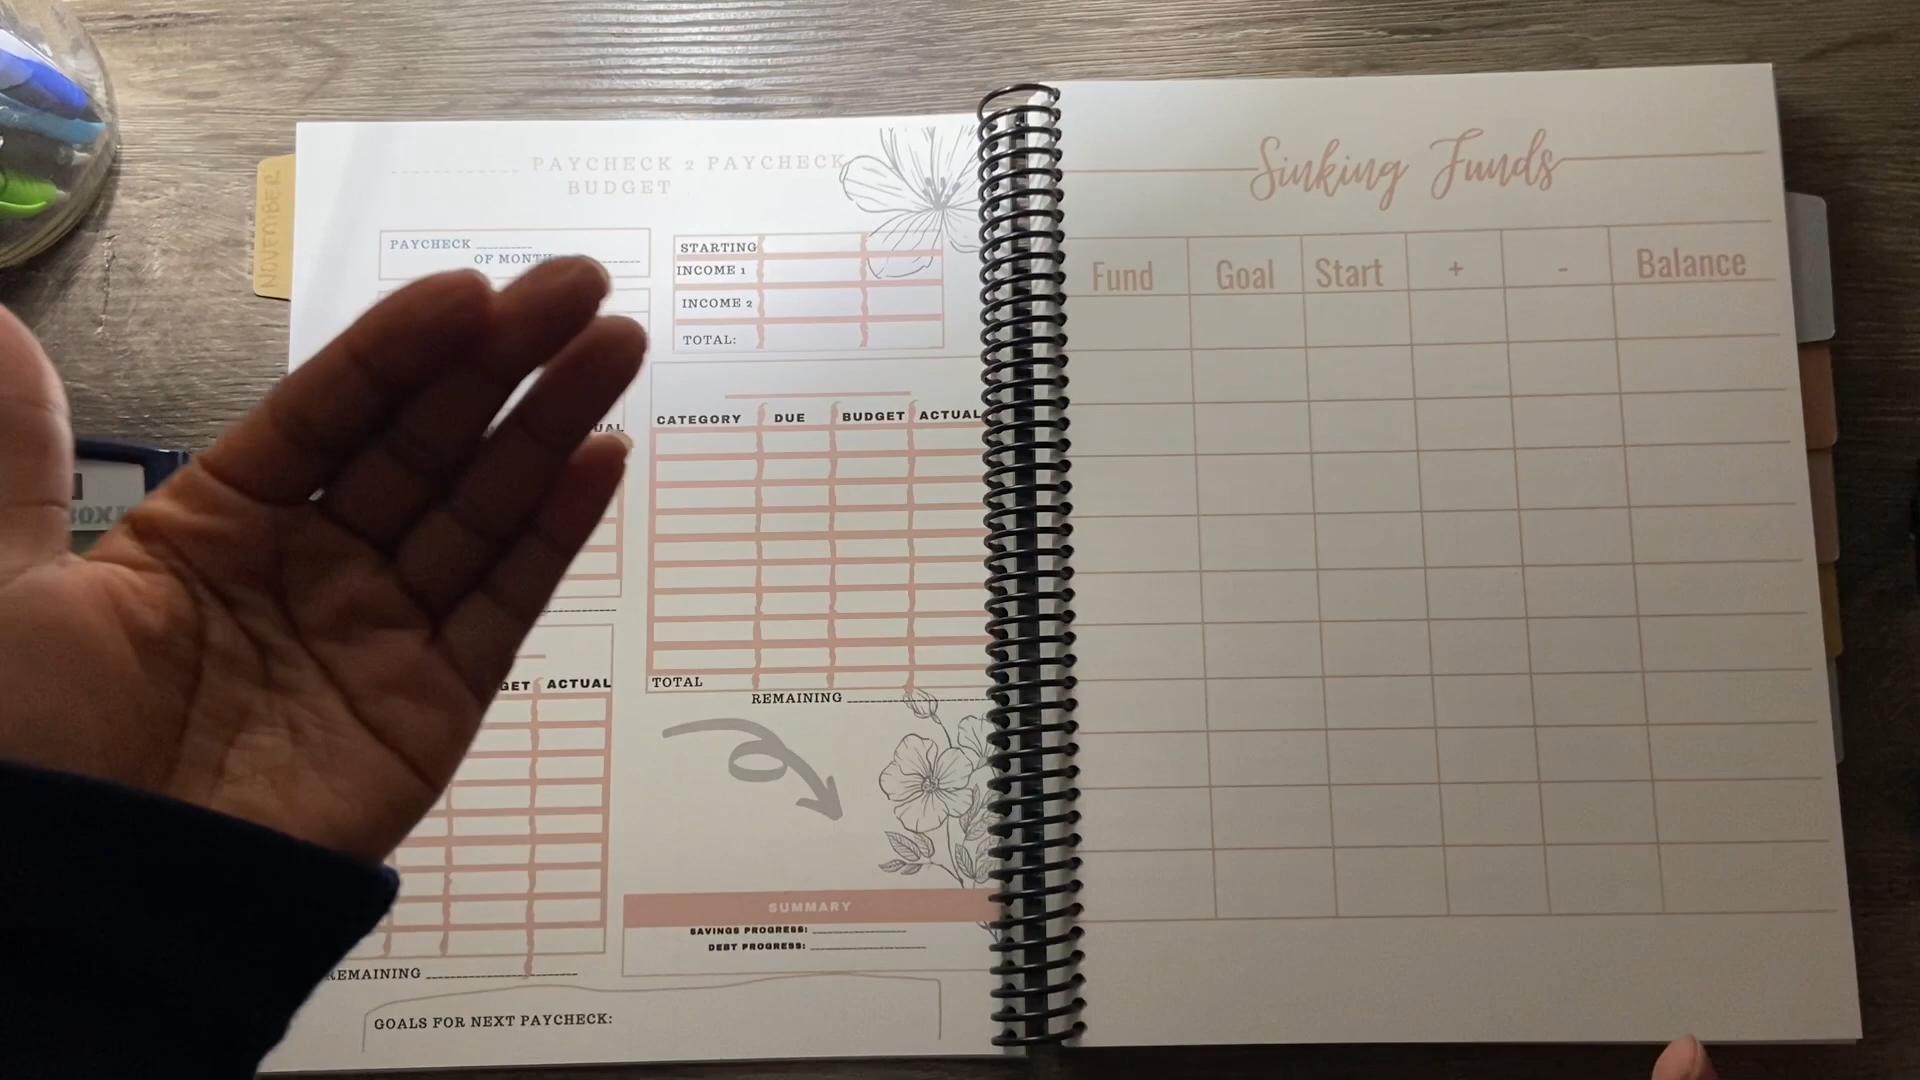 NOVEMBER
PAYCHECK 2 PAYCHECK
BUDGET
PAYCHECK
OF MONTH
STARTING
INCOME 1
INCOME 2
TOTAL:
CATEGORY DUE BUDGET ACTUAL
TOTAL
REMAINING
ACTUAL
REMAINING
SUMMARY
SAVINGS PROGRESS:
DEBT PROGRESS:
GOALS FOR NEXT PAYCHECK:
Sinking Funds
Fund Goal Start + - Balance